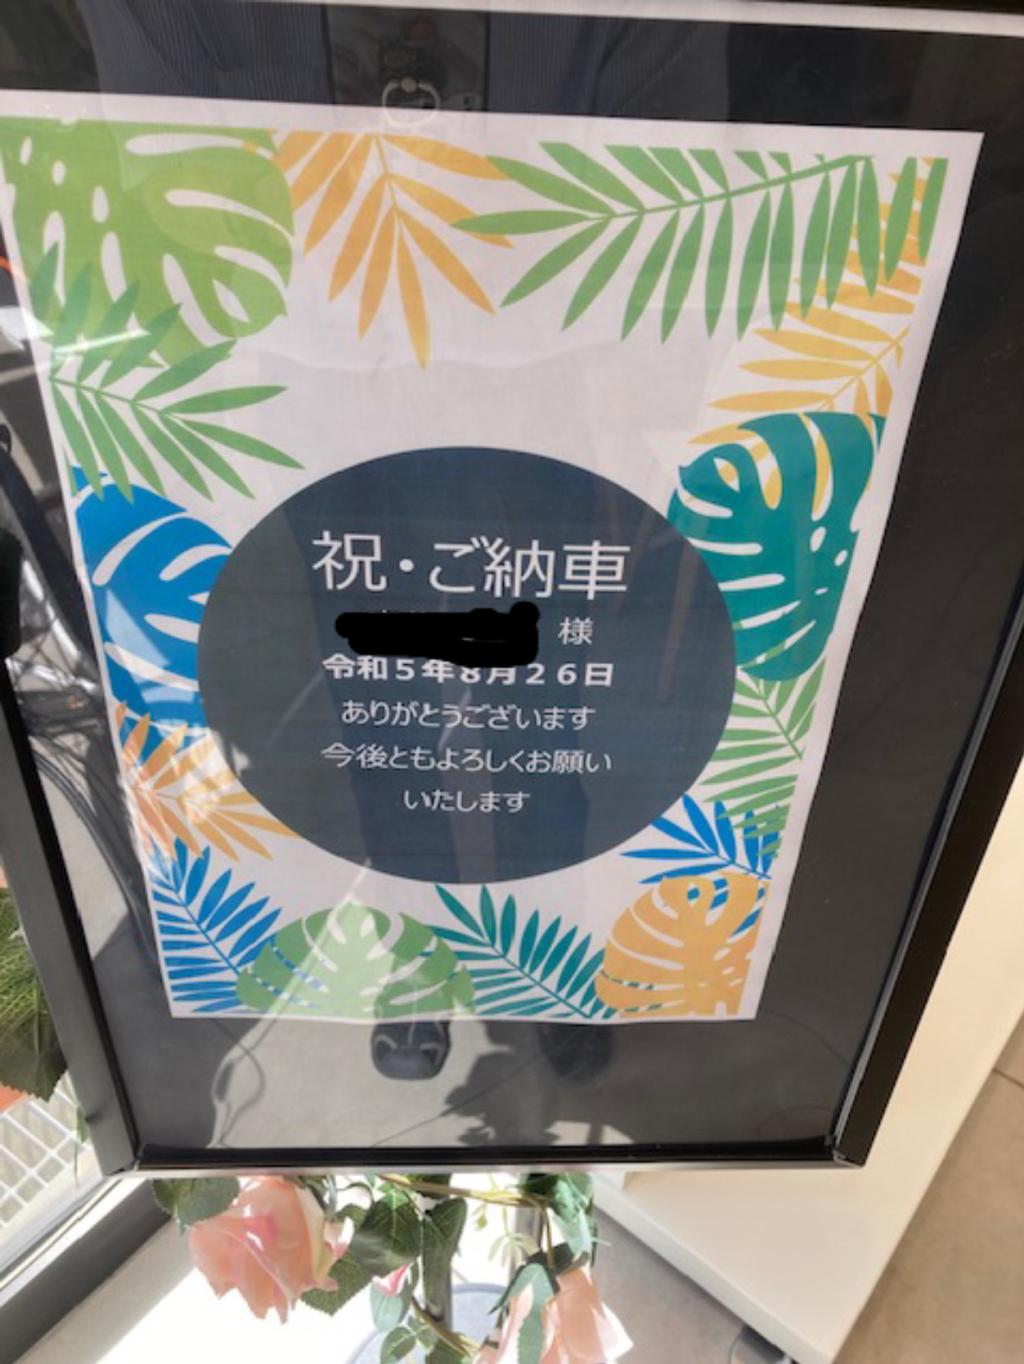 祝・ご納車
様
令和5年8月26日
ありがとうございます
今後ともよろしくお願い
いたします